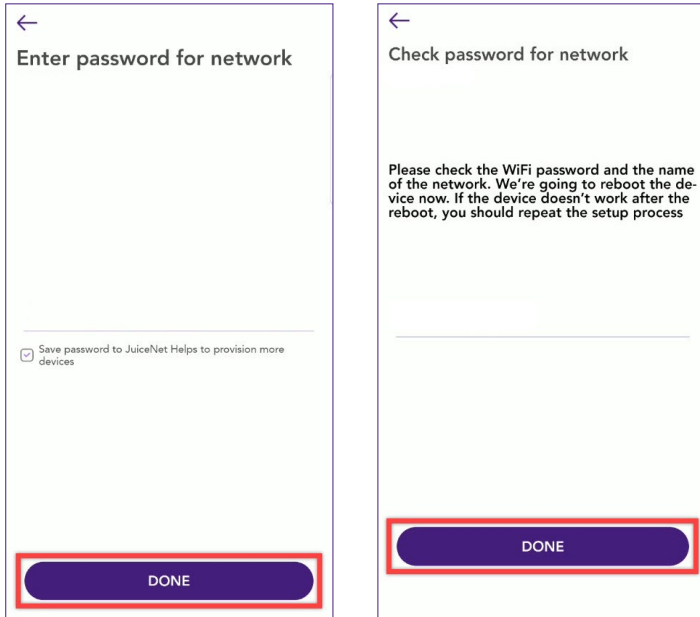 Enter password for network
Save password to JuiceNet Helps to provision more
devices
DONE
Check password for network
Please check the WiFi password and the name
of the network. We're going to reboot the de-
vice now. If the device doesn't work after the
reboot, you should repeat the setup process
DONE